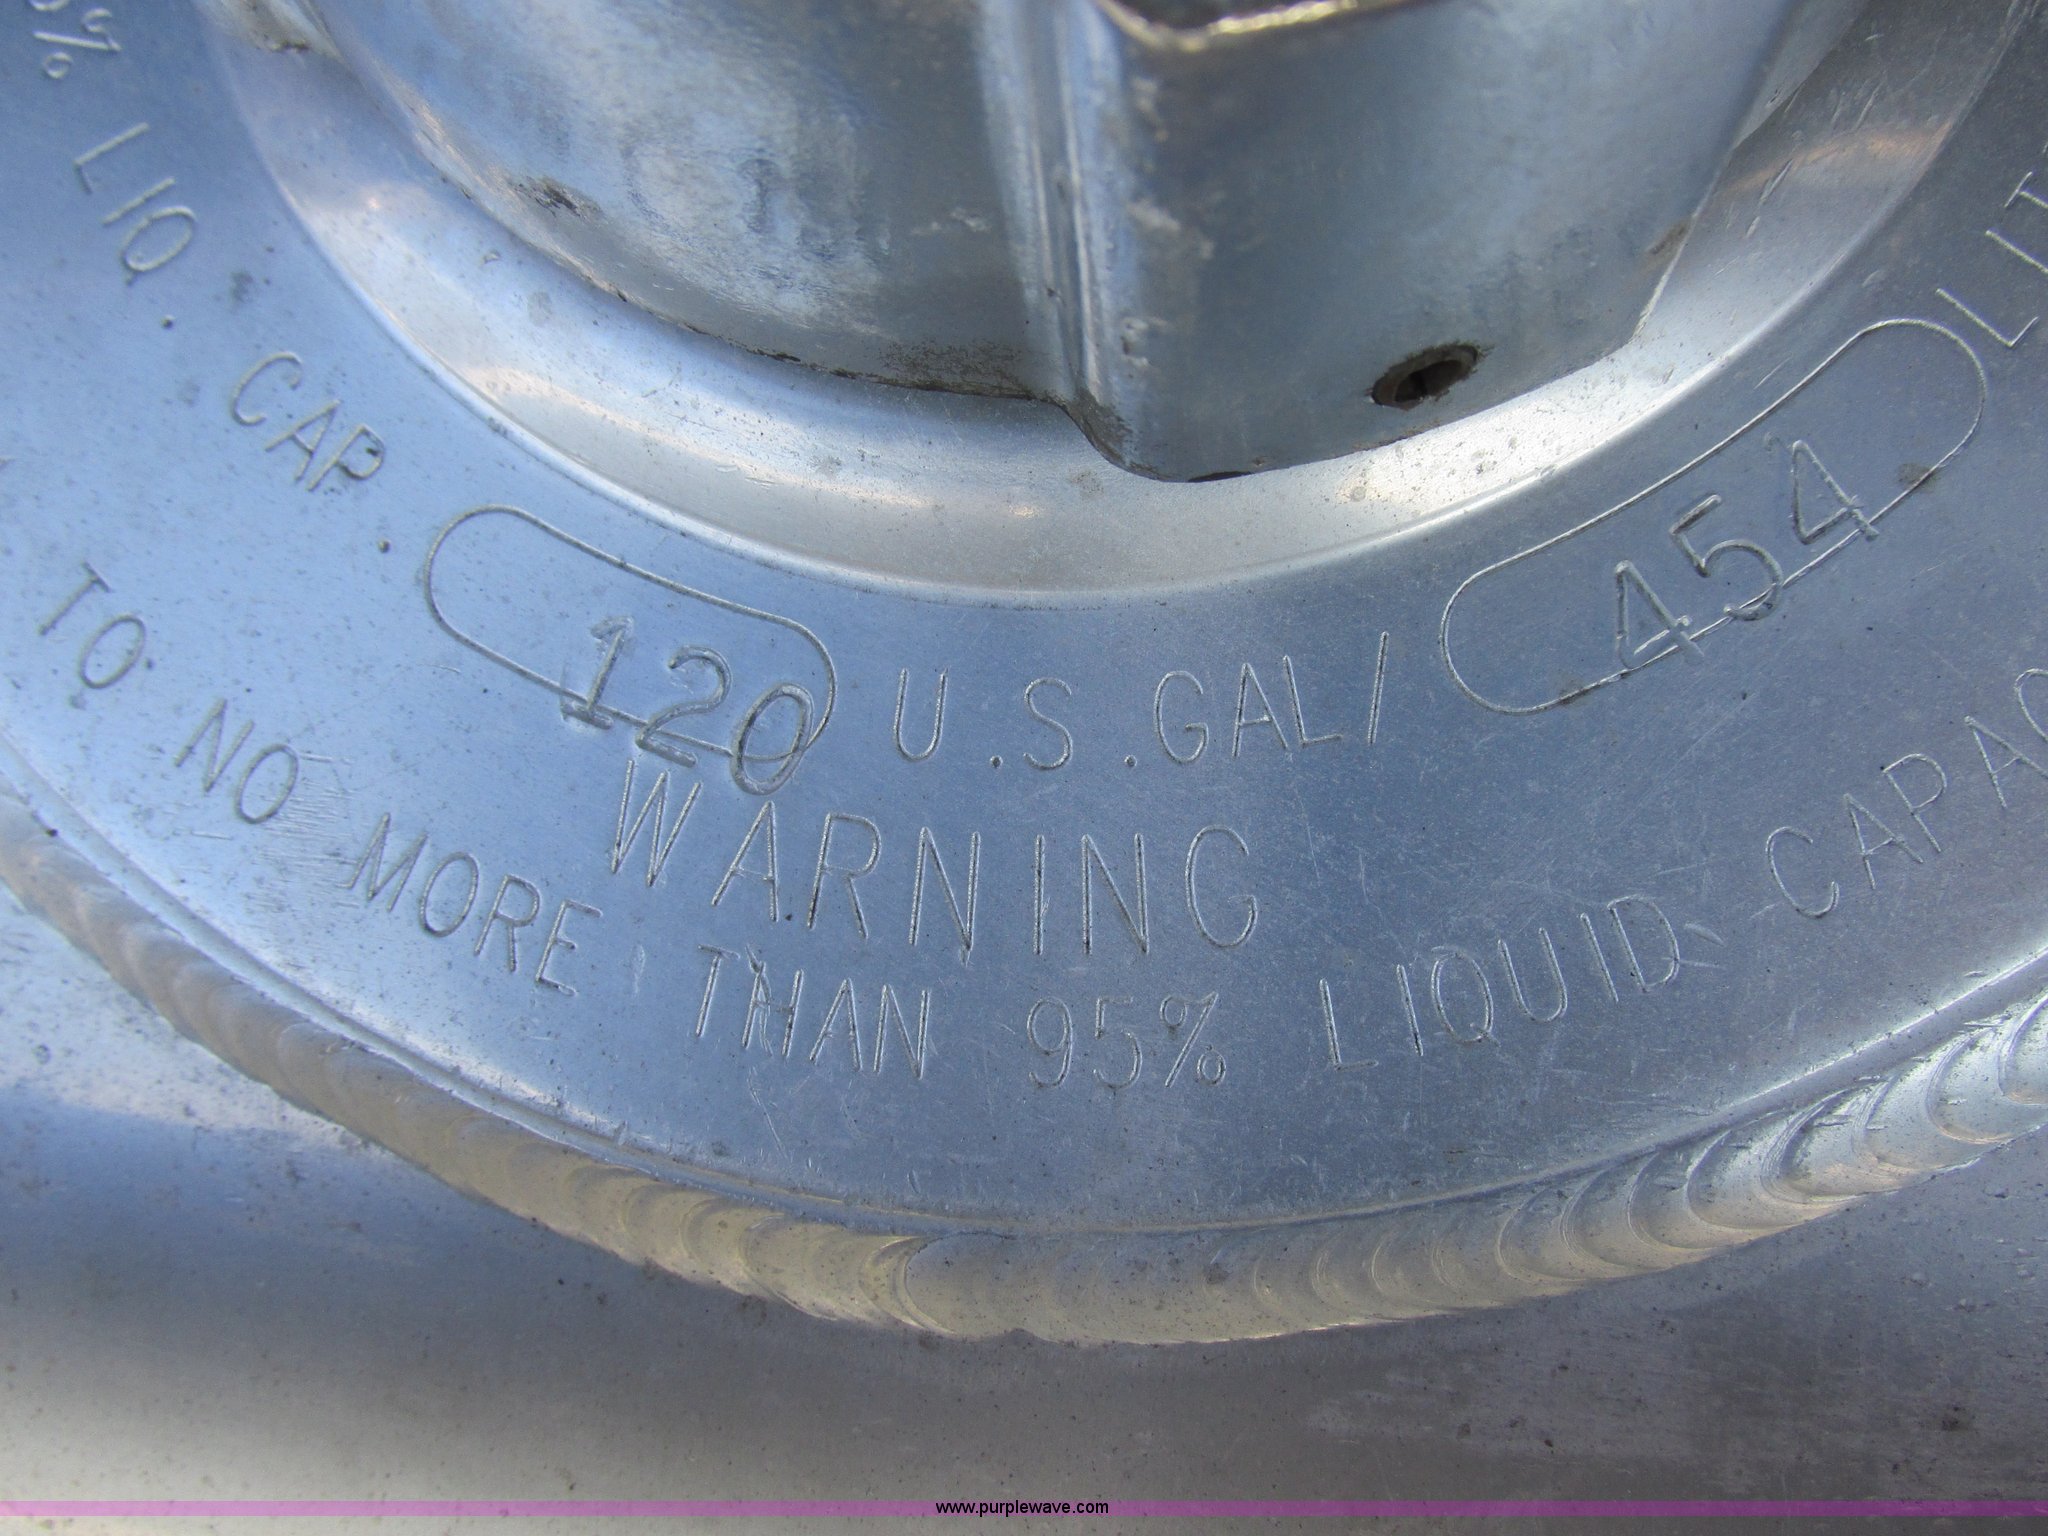 % LIQ. CAP. 120 U.S.GAL/ 454
WARNING
TO NO MORE THAN 95% LIQUID CAPAC
www.purplewave.com